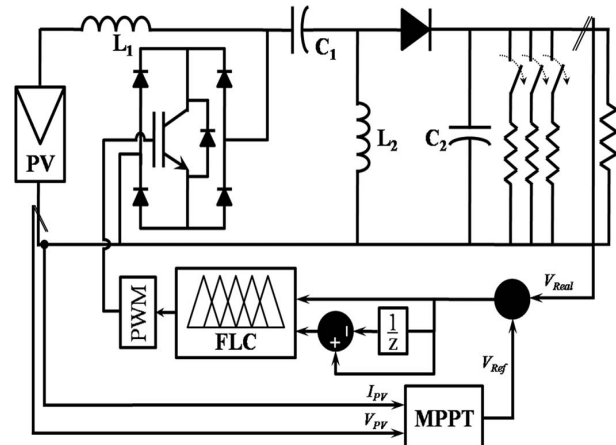 L1
C1
PV
L2
C2
PWM
FLC
+
-
1
z
VReal
VRef
IPV
VPV
MPPT